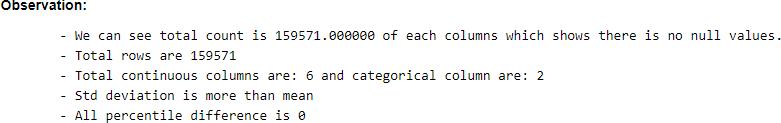 Observation:
- We can see total count is 159571.000000 of each columns which shows there is no null values.
- Total rows are 159571
- Total continuous columns are: 6 and categorical column are: 2
- Std deviation is more than mean
- All percentile difference is 0